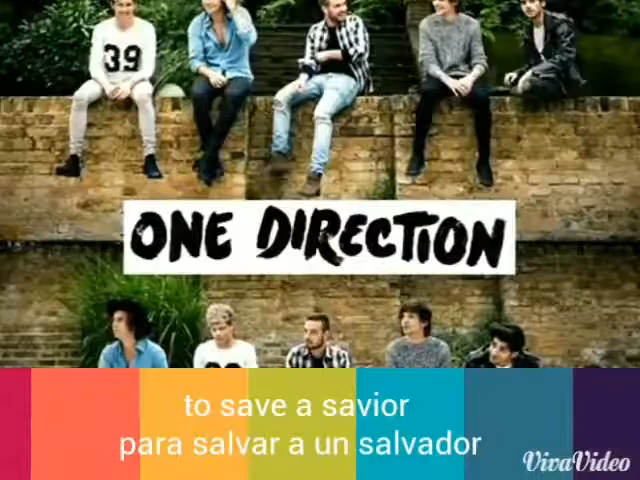 39
ONE DIRECTION
to save a savior
para salvar a un salvador
VivaVideo